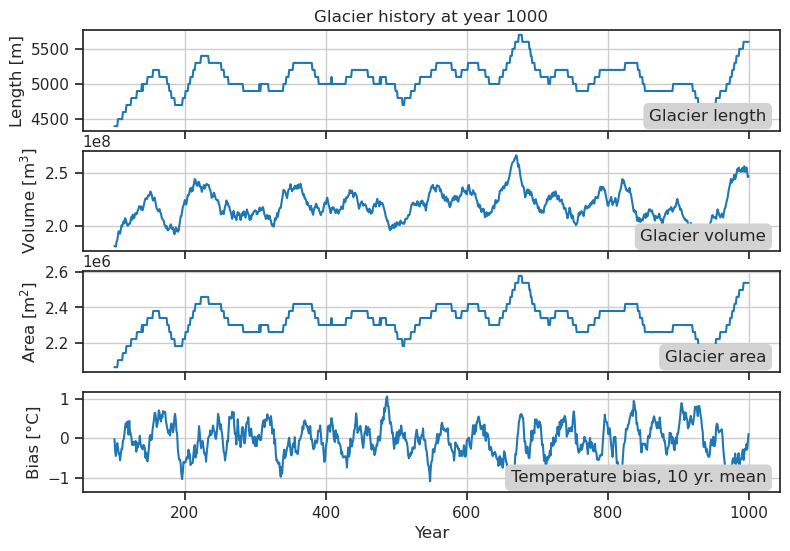 Glacier history at year 1000
Length [m]
5500
5000
4500
Glacier length
1e8
Volume [m³]
2.5
2.0
Glacier volume
1e6
Area [m²]
2.6
2.4
2.2
Glacier area
Bias [°C]
1
0
−1
Temperature bias, 10 yr. mean
200
400
600
800
1000
Year